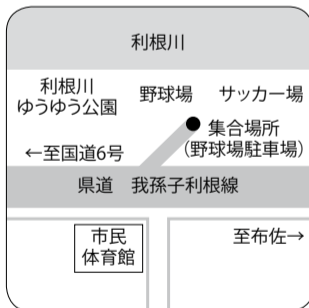 利根川
利根川
ゆうゆう公園
野球場
サッカー場
集合場所
(野球場駐車場)
←至国道6号
県道 我孫子利根線
市民
体育館
至布佐→